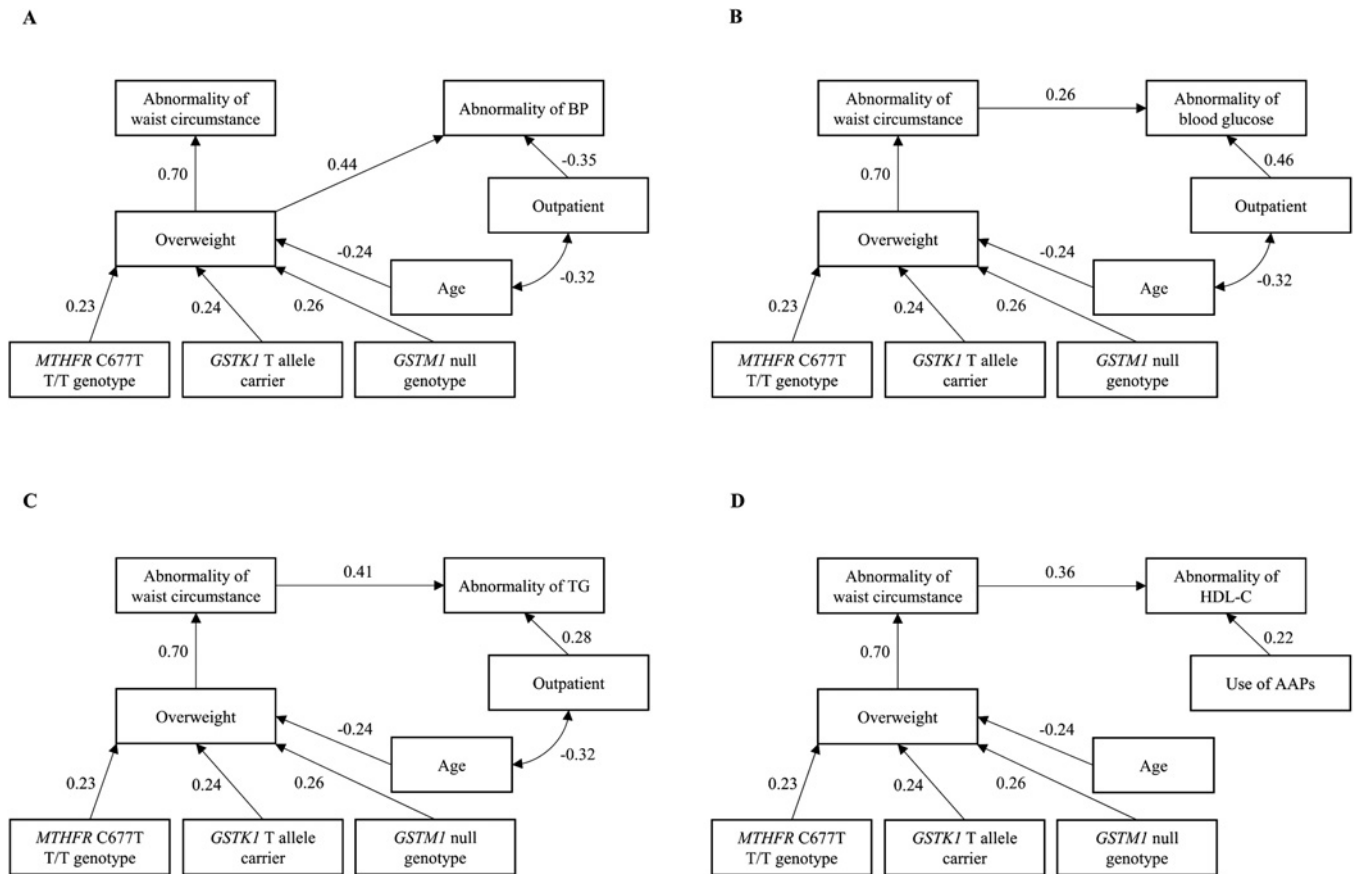 A
Abnormality of
waist circumstance
Abnormality of BP
0.70
0.44
-0.35
Outpatient
Overweight
-0.24
-0.32
Age
0.23
0.24
0.26
MTHFR C677T
T/T genotype
GSTK1 T allele
carrier
GSTM1 null
genotype
B
Abnormality of
waist circumstance
0.26
Abnormality of
blood glucose
0.70
0.46
Outpatient
Overweight
-0.24
-0.32
Age
0.23
0.24
0.26
MTHFR C677T
T/T genotype
GSTK1 T allele
carrier
GSTM1 null
genotype
C
Abnormality of
waist circumstance
0.41
Abnormality of TG
0.70
0.28
Outpatient
Overweight
-0.24
-0.32
Age
0.23
0.24
0.26
MTHFR C677T
T/T genotype
GSTK1 T allele
carrier
GSTM1 null
genotype
D
Abnormality of
waist circumstance
0.36
Abnormality of
HDL-C
0.70
0.22
Use of AAPs
Overweight
-0.24
Age
0.23
0.24
0.26
MTHFR C677T
T/T genotype
GSTK1 T allele
carrier
GSTM1 null
genotype